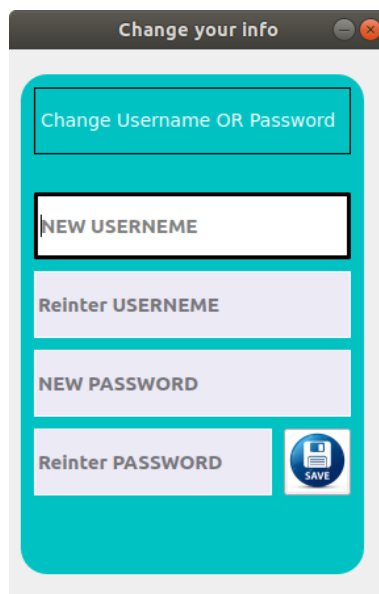 Change your info
Change Username OR Password
NEW USERNEME
Reinter USERNEME
NEW PASSWORD
Reinter PASSWORD
SAVE